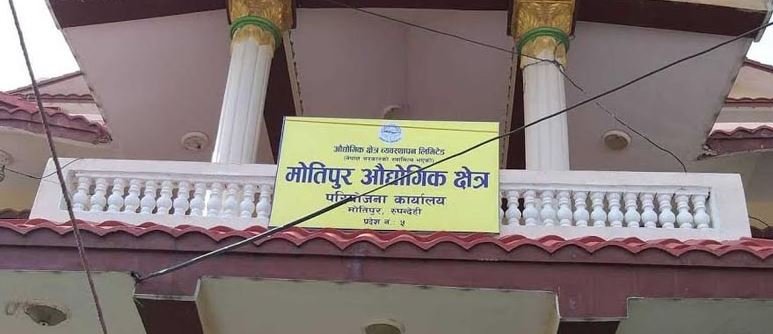 औद्योगिक क्षेत्र व्यवस्थापन लिमिटेड
(नेपाल सरकारको स्वामित्व भएको)
मोतिपुर औद्योगिक क्षेत्र
परियोजना कार्यालय
मोतिपुर, रुपन्देही
प्रदेश नं.: ५